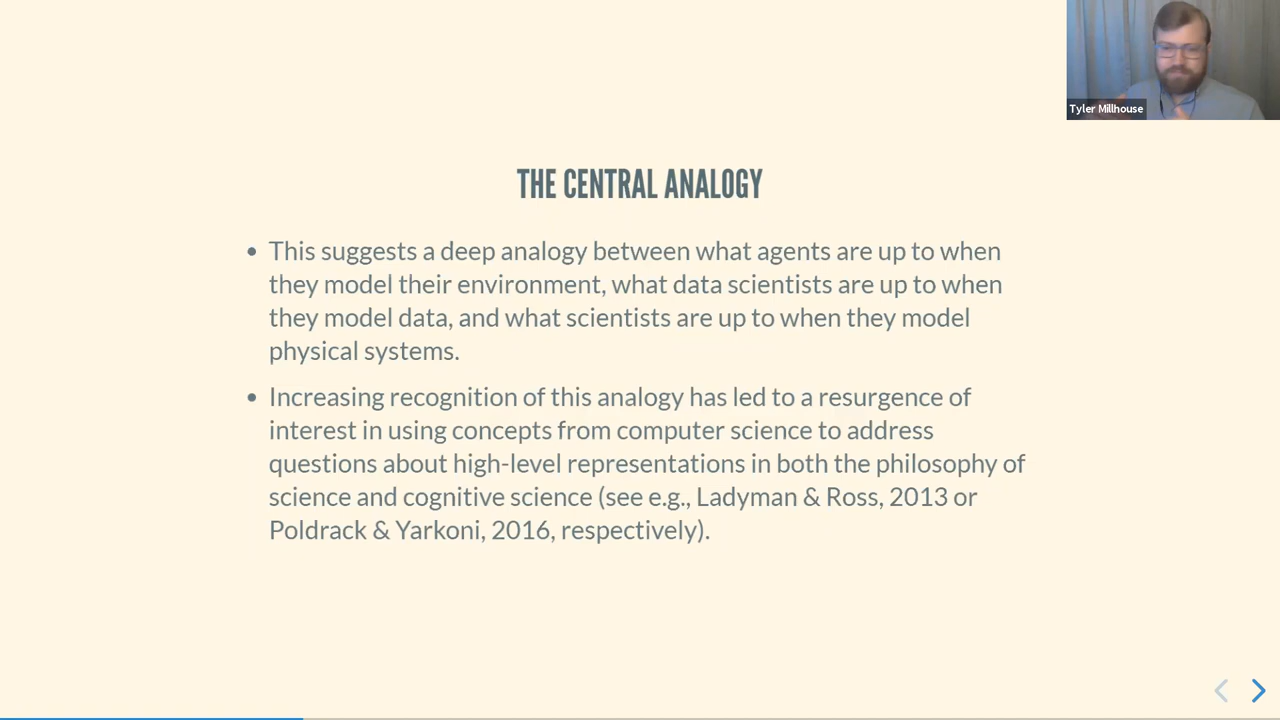 Tyler Millhouse
THE CENTRAL ANALOGY
• This suggests a deep analogy between what agents are up to when
they model their environment, what data scientists are up to when
they model data, and what scientists are up to when they model
physical systems.
• Increasing recognition of this analogy has led to a resurgence of
interest in using concepts from computer science to address
questions about high-level representations in both the philosophy of
science and cognitive science (see e.g., Ladyman & Ross, 2013 or
Poldrack & Yarkoni, 2016, respectively).